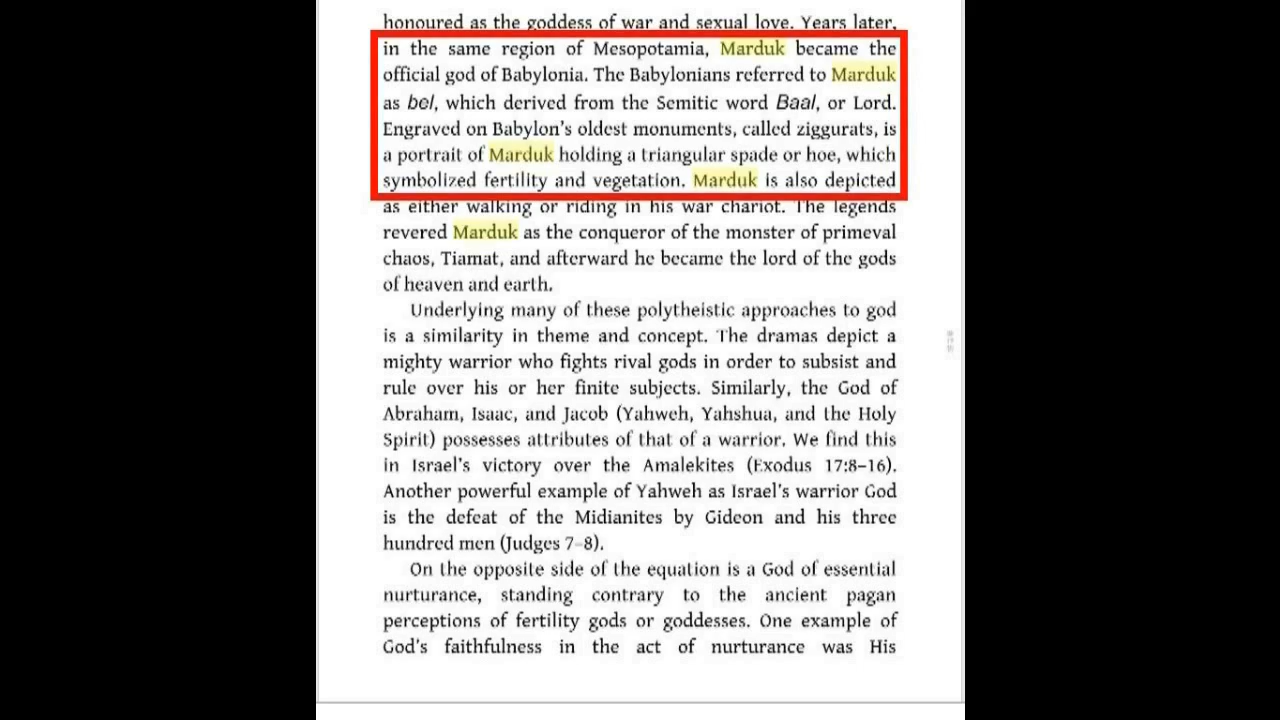 honoured as the goddess of war and sexual love. Years later,
in the same region of Mesopotamia, Marduk became the
official god of Babylonia. The Babylonians referred to Marduk
as bel, which derived from the Semitic word Baal, or Lord.
Engraved on Babylon's oldest monuments, called ziggurats, is
a portrait of Marduk holding a triangular spade or hoe, which
symbolized fertility and vegetation. Marduk is also depicted
as either walking or riding in his war chariot. The legends
revered Marduk as the conqueror of the monster of primeval
chaos, Tiamat, and afterward he became the lord of the gods
of heaven and earth.
Underlying many of these polytheistic approaches to god
is a similarity in theme and concept. The dramas depict a
mighty warrior who fights rival gods in order to subsist and
rule over his or her finite subjects. Similarly, the God of
Abraham, Isaac, and Jacob (Yahweh, Yahshua, and the Holy
Spirit) possesses attributes of that of a warrior. We find this
in Israel's victory over the Amalekites (Exodus 17:8–16).
Another powerful example of Yahweh as Israel's warrior God
is the defeat of the Midianites by Gideon and his three
hundred men (Judges 7–8).
On the opposite side of the equation is a God of essential
nurturance, standing contrary to the ancient pagan
perceptions of fertility gods or goddesses. One example of
God's faithfulness in the act of nurturance was His